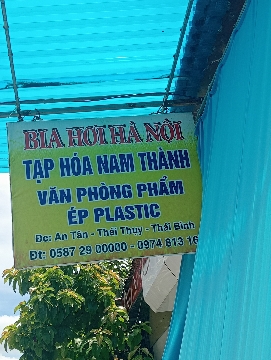 BIA HƠI HÀ NỘI
TẠP HÓA NAM THÀNH
VĂN PHÒNG PHẨM
ÉP PLASTIC
Đc: An Tân - Thái Thụy - Thái Bình
Đt: 0587 29 00000 - 0974 813 16